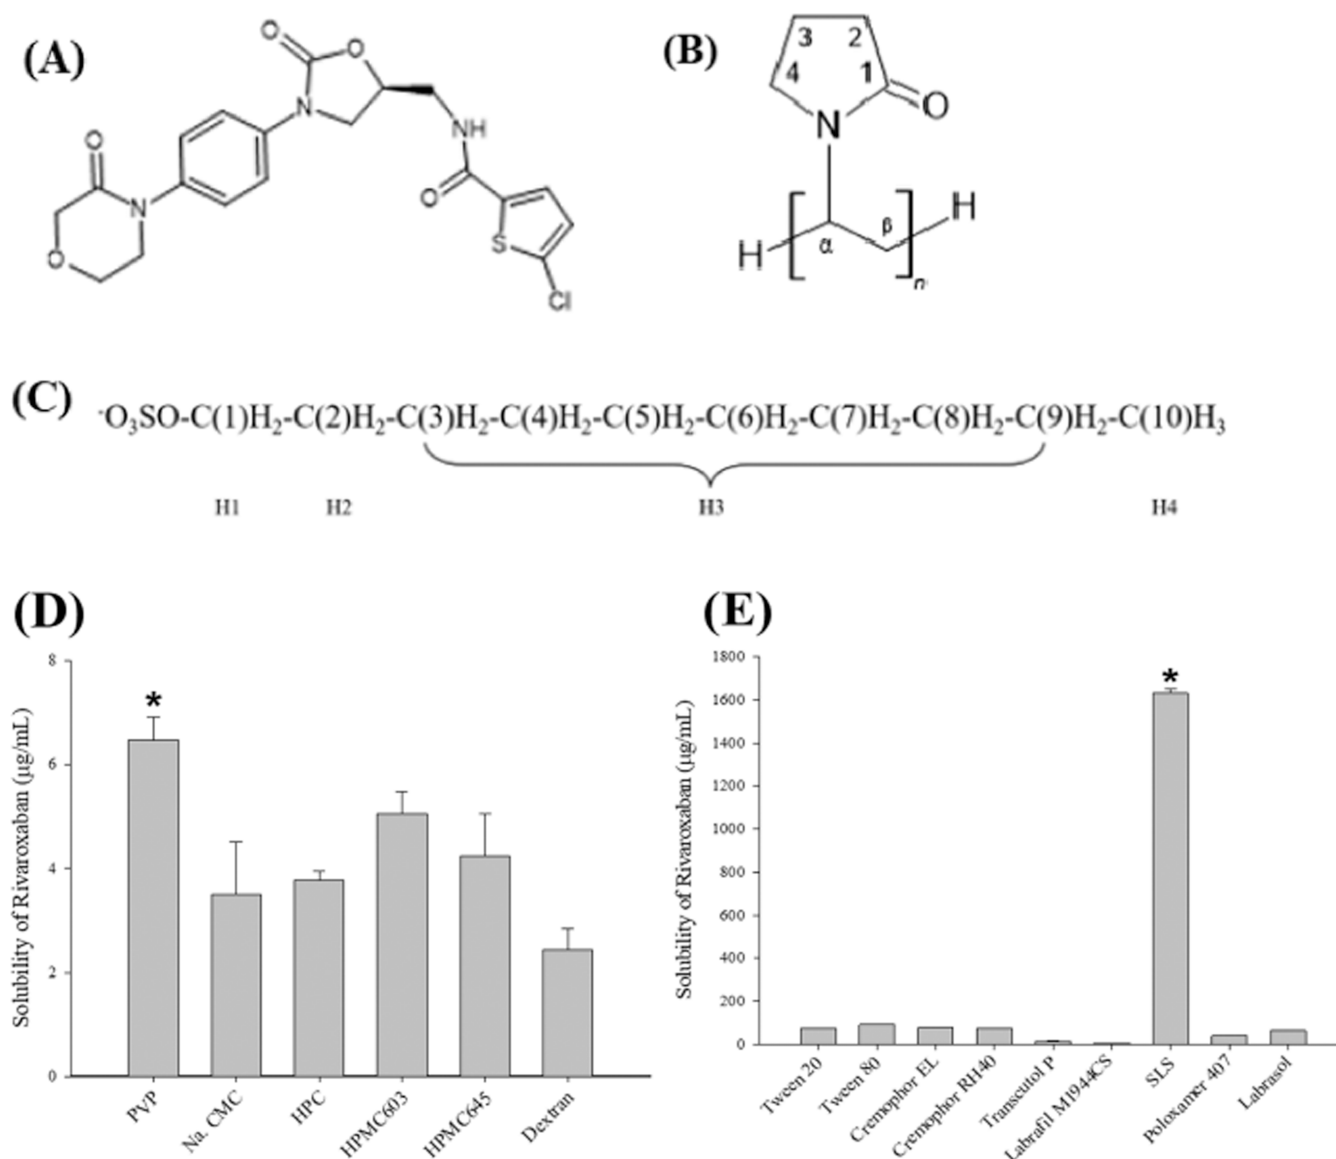 (A)
O
O
N
NH
O
O
N
O
S
Cl
(B)
3
2
4
1
N
O
H
α
β
n
H
(C)
-O3SO-C(1)H2-C(2)H2-C(3)H2-C(4)H2-C(5)H2-C(6)H2-C(7)H2-C(8)H2-C(9)H2-C(10)H3
H1
H2
H3
H4
(D)
Solubility of Rivaroxaban (μg/mL)
8
6
4
2
0
*
PVP
Na. CMC
HPC
HPMC603
HPMC645
Dextran
(E)
Solubility of Rivaroxaban (μg/mL)
1800
1600
1400
1200
1000
800
600
400
200
0
*
Tween 20
Tween 80
Cremophor EL
Cremophor RH40
Transcutol P
Labrafil M1944CS
SLS
Poloxamer 407
Labrasol